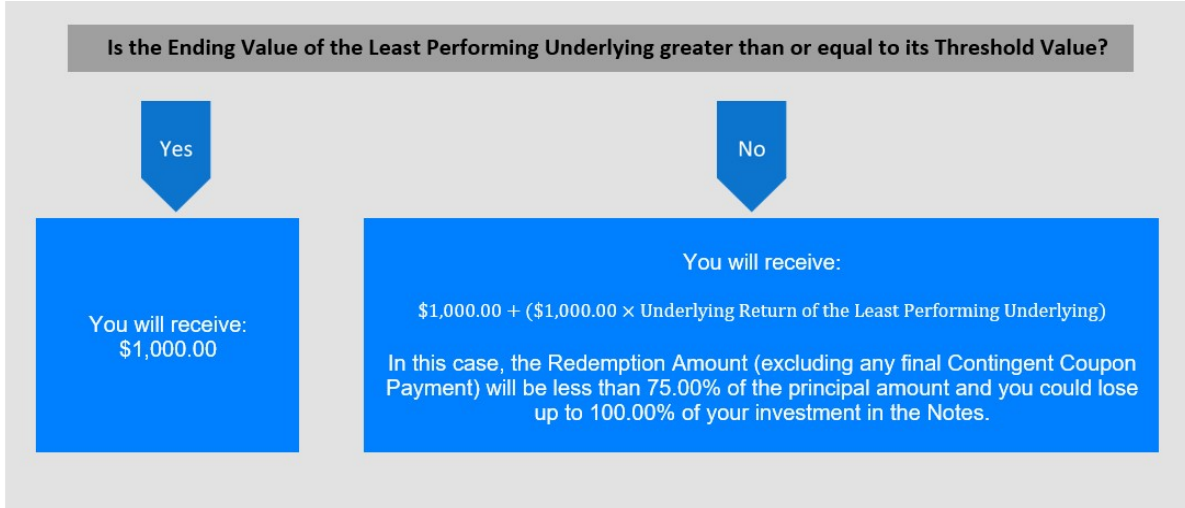 Is the Ending Value of the Least Performing Underlying greater than or equal to its Threshold Value?
Yes
No
You will receive:
$1,000.00
You will receive:
$1,000.00 + ($1,000.00 × Underlying Return of the Least Performing Underlying)
In this case, the Redemption Amount (excluding any final Contingent Coupon
Payment) will be less than 75.00% of the principal amount and you could lose
up to 100.00% of your investment in the Notes.